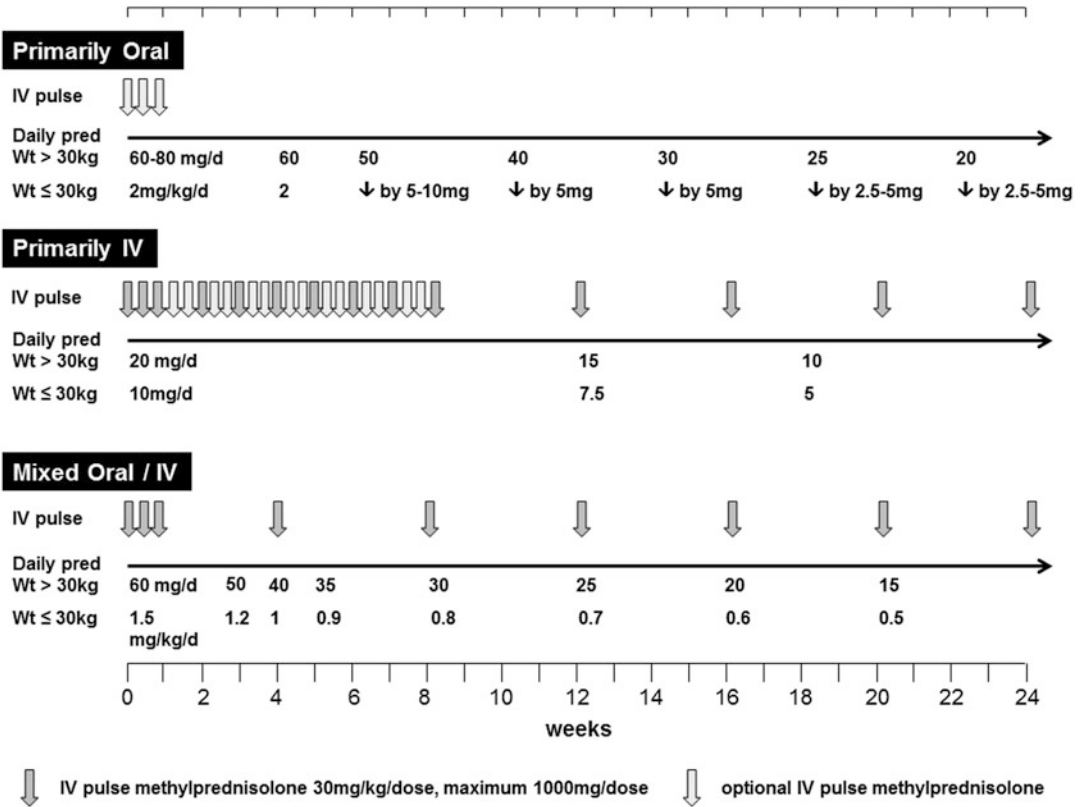 Primarily Oral
IV pulse
Daily pred
Wt > 30kg 60-80 mg/d 60 50 40 30 25 20
Wt ≤ 30kg 2mg/kg/d 2 ↓ by 5-10mg ↓ by 5mg ↓ by 5mg ↓ by 2.5-5mg ↓ by 2.5-5mg
Primarily IV
IV pulse
Daily pred
Wt > 30kg 20 mg/d 15 10
Wt ≤ 30kg 10mg/d 7.5 5
Mixed Oral / IV
IV pulse
Daily pred
Wt > 30kg 60 mg/d 50 40 35 30 25 20 15
Wt ≤ 30kg 1.5 1.2 1 0.9 0.8 0.7 0.6 0.5
mg/kg/d
0 2 4 6 8 10 12 14 16 18 20 22 24
weeks
IV pulse methylprednisolone 30mg/kg/dose, maximum 1000mg/dose optional IV pulse methylprednisolone